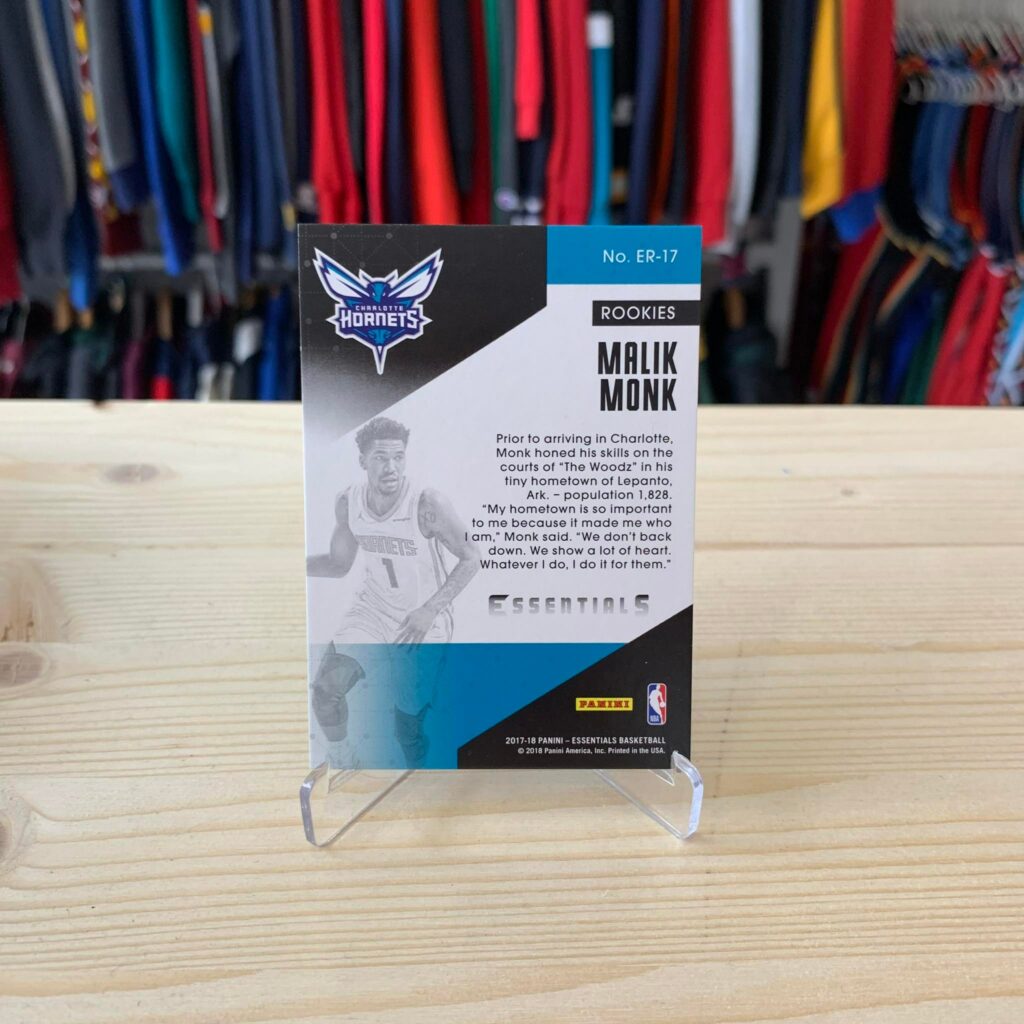 CHARLOTTE
HORNETS
No. ER-17
ROOKIES
MALIK
MONK
Prior to arriving in Charlotte,
Monk honed his skills on the
courts of “The Woodz” in his
tiny hometown of Lepanto,
Ark. – population 1,828.
“My hometown is so important
to me because it made me who
I am,” Monk said. “We don’t back
down. We show a lot of heart.
Whatever I do, I do it for them.”
HORNETS
1
ESSENTIALS
PANINI
NBA
2017-18 PANINI – ESSENTIALS BASKETBALL
© 2018 Panini America, Inc. Printed in the USA.